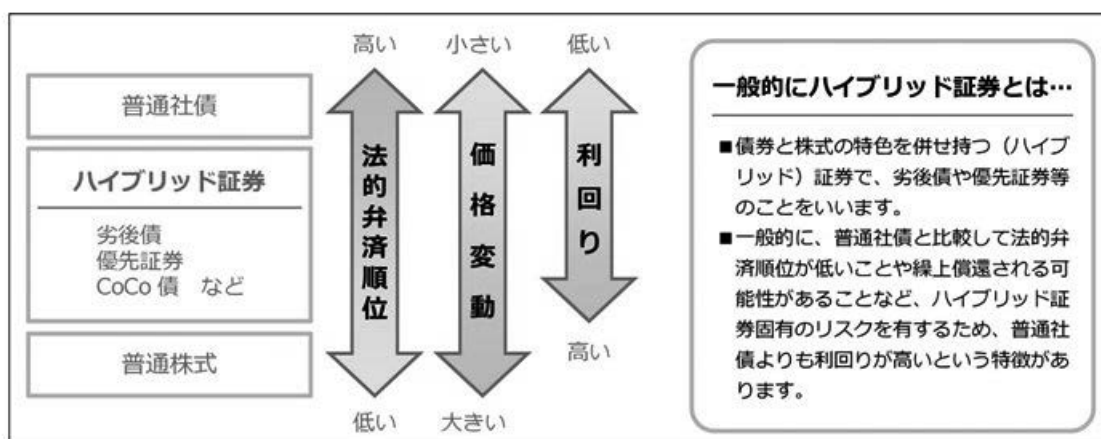 高い
小さい
低い
普通社債
ハイブリッド証券
劣後債
優先証券
CoCo 債　など
普通株式
法的弁済順位
価格変動
利回り
高い
低い
大きい
一般的にハイブリッド証券とは…
■債券と株式の特色を併せ持つ（ハイブ
リッド）証券で、劣後債や優先証券等
のことをいいます。
■一般的に、普通社債と比較して法的弁
済順位が低いことや繰上償還される可
能性があることなど、ハイブリッド証
券固有のリスクを有するため、普通社
債よりも利回りが高いという特徴があ
ります。